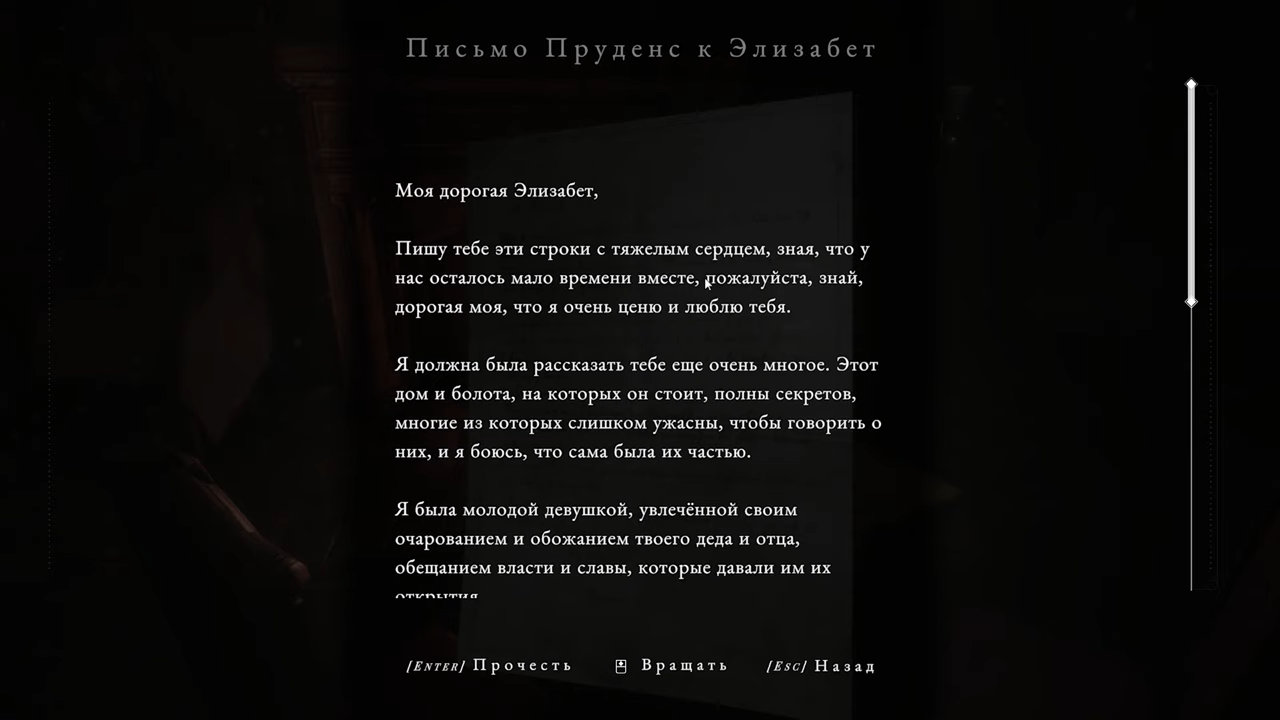 Письмо Пруденс к Элизабет
Моя дорогая Элизабет,
Пишу тебе эти строки с тяжелым сердцем, зная, что у
нас осталось мало времени вместе, пожалуйста, знай,
дорогая моя, что я очень ценю и люблю тебя.
Я должна была рассказать тебе еще очень многое. Этот
дом и болота, на которых он стоит, полны секретов,
многие из которых слишком ужасны, чтобы говорить о
них, и я боюсь, что сама была их частью.
Я была молодой девушкой, увлечённой своим
очарованием и обожанием твоего деда и отца,
обещанием власти и славы, которые давали им их
открытия.
[Enter] Прочесть Вращать [Esc] Назад